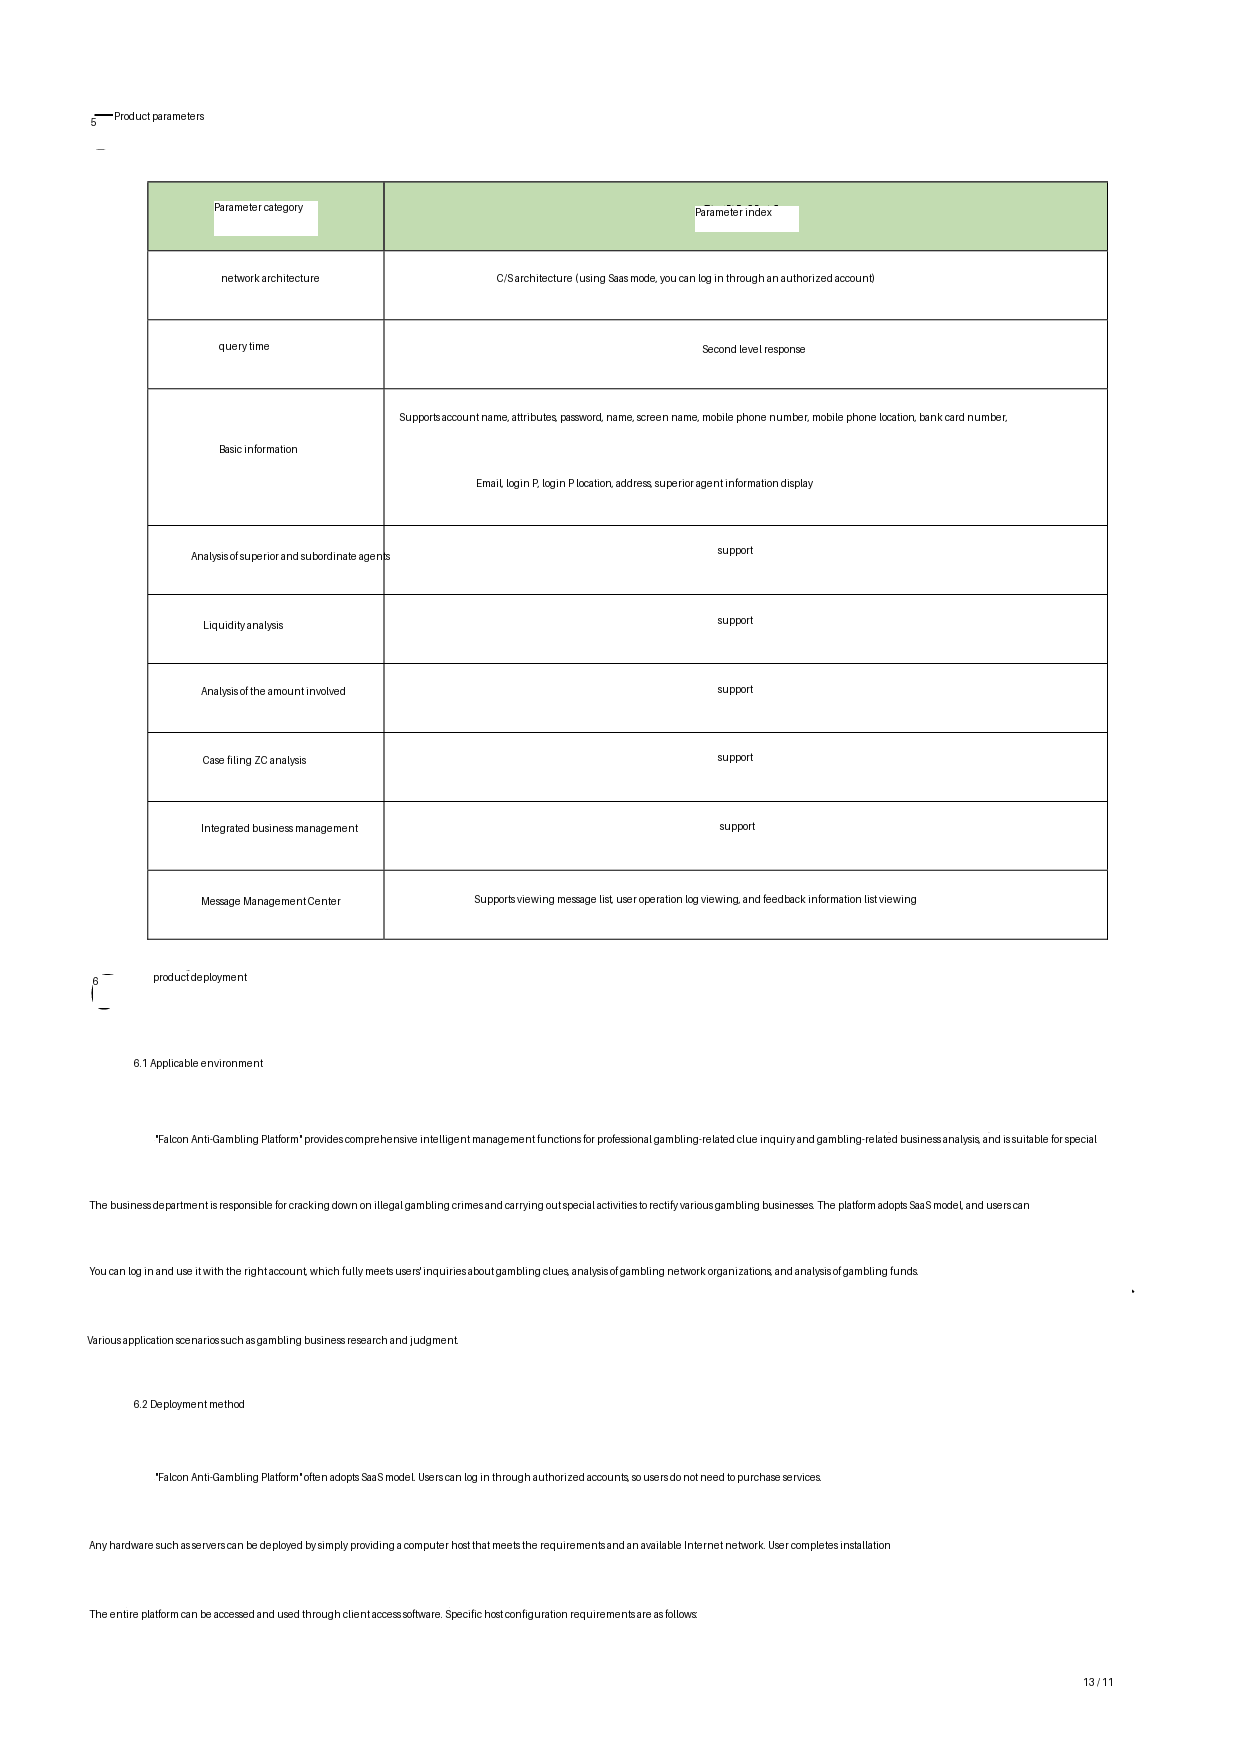 5 Product parameters
Parameter category
Parameter index
network architecture
C/S architecture (using Saas mode, you can log in through an authorized account)
query time
Second level response
Supports account name, attributes, password, name, screen name, mobile phone number, mobile phone location, bank card number,
Basic information
Email, login P, login P location, address, superior agent information display
Analysis of superior and subordinate agents
support
Liquidity analysis
support
Analysis of the amount involved
support
Case filing ZC analysis
support
Integrated business management
support
Message Management Center
Supports viewing message list, user operation log viewing, and feedback information list viewing
6 product deployment
6.1 Applicable environment
"Falcon Anti-Gambling Platform" provides comprehensive intelligent management functions for professional gambling-related clue inquiry and gambling-related business analysis, and is suitable for special
The business department is responsible for cracking down on illegal gambling crimes and carrying out special activities to rectify various gambling businesses. The platform adopts SaaS model, and users can
You can log in and use it with the right account, which fully meets users' inquiries about gambling clues, analysis of gambling network organizations, and analysis of gambling funds.
Various application scenarios such as gambling business research and judgment.
6.2 Deployment method
"Falcon Anti-Gambling Platform" often adopts SaaS model. Users can log in through authorized accounts, so users do not need to purchase services.
Any hardware such as servers can be deployed by simply providing a computer host that meets the requirements and an available Internet network. User completes installation
The entire platform can be accessed and used through client access software. Specific host configuration requirements are as follows:
13 / 11